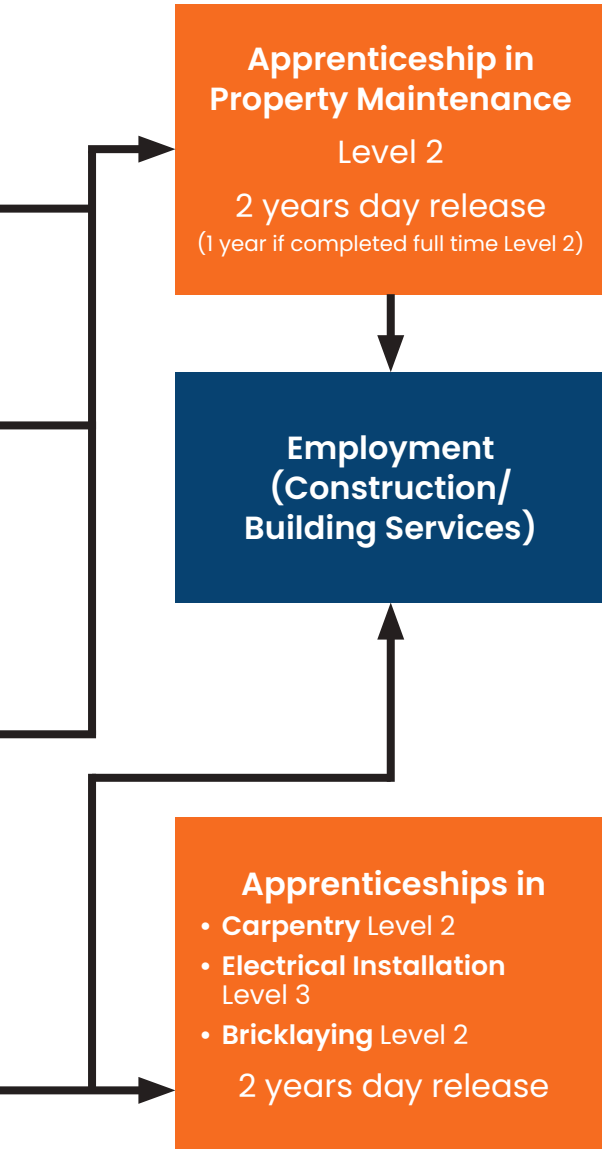 Apprenticeship in
Property Maintenance
Level 2
2 years day release
(1 year if completed full time Level 2)
Employment
(Construction/
Building Services)
Apprenticeships in
• Carpentry Level 2
• Electrical Installation
Level 3
• Bricklaying Level 2
2 years day release